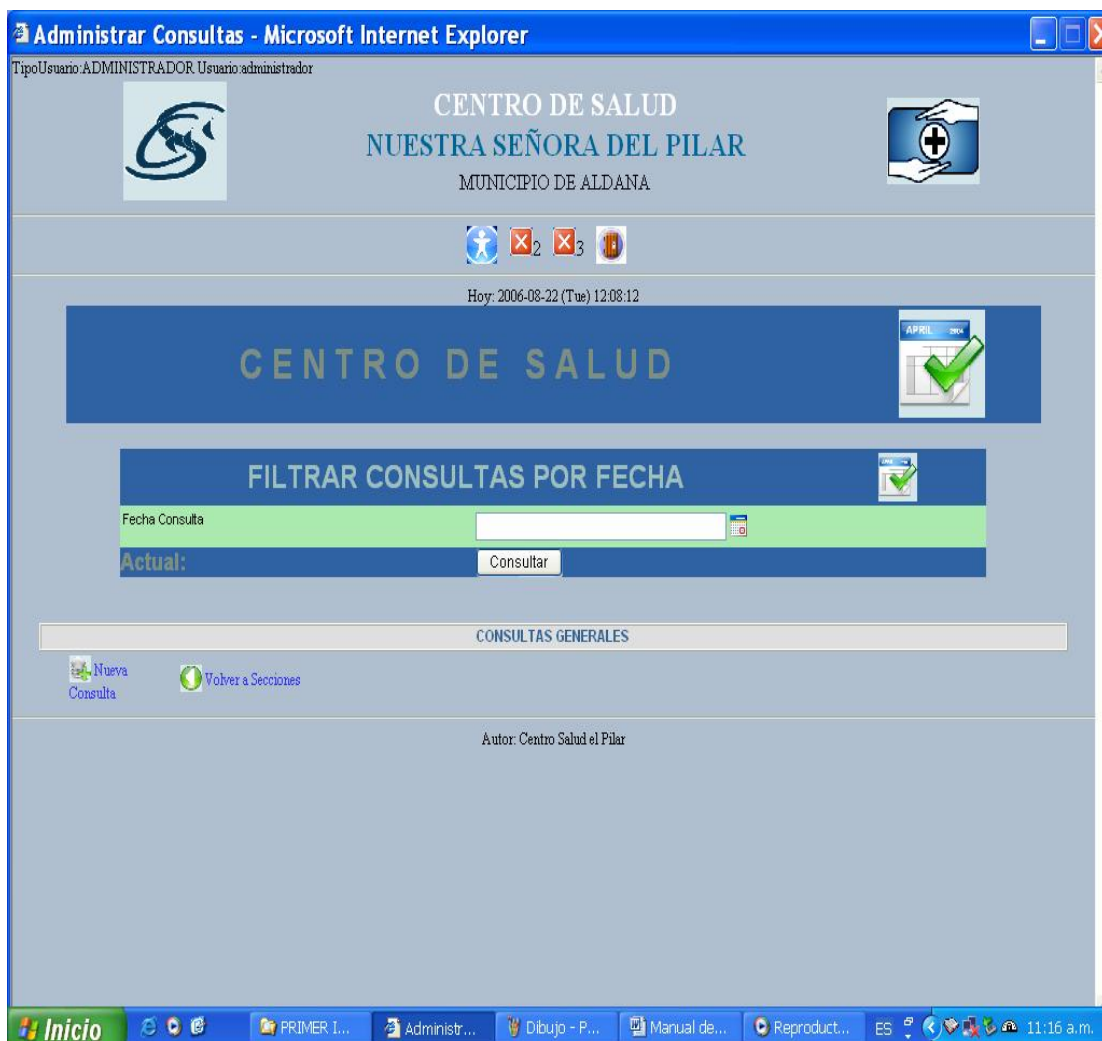 Administrar Consultas - Microsoft Internet Explorer
TipoUsuario:ADMINISTRADOR Usuario:administrador
CENTRO DE SALUD
NUESTRA SEÑORA DEL PILAR
MUNICIPIO DE ALDANA
2 3
Hoy: 2006-08-22 (Tue) 12:08:12
CENTRO DE SALUD
APRIL 2004
FILTRAR CONSULTAS POR FECHA
Fecha Consulta
Actual: Consultar
CONSULTAS GENERALES
Nueva Consulta
Volver a Secciones
Autor: Centro Salud el Pilar
Inicio PRIMER I... Administr... Dibujo - P... Manual de... Reproduct... ES 11:16 a.m.